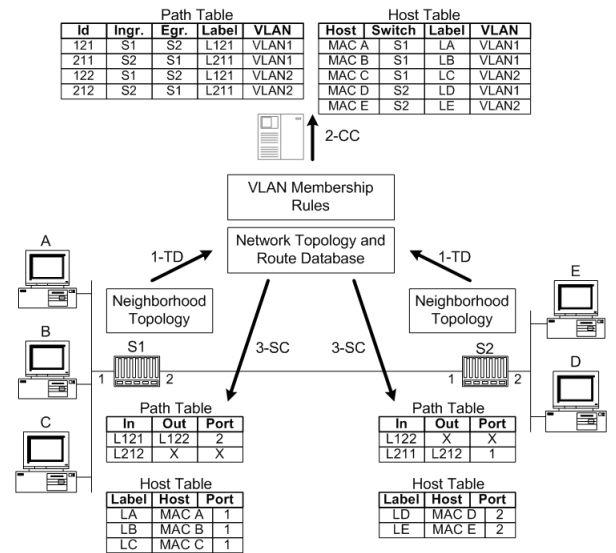 Path Table
Id Ingr. Egr. Label VLAN
121 S1 S2 L121 VLAN1
211 S2 S1 L211 VLAN1
122 S1 S2 L121 VLAN2
212 S2 S1 L211 VLAN2
Host Table
Host Switch Label VLAN
MAC A S1 LA VLAN1
MAC B S1 LB VLAN1
MAC C S1 LC VLAN2
MAC D S2 LD VLAN1
MAC E S2 LE VLAN2
2-CC
VLAN Membership
Rules
Network Topology and
Route Database
1-TD
1-TD
A
B
C
Neighborhood
Topology
Neighborhood
Topology
E
D
S1
1 2
3-SC
3-SC
S2
1 2
Path Table
In Out Port
L121 L122 2
L212 X X
Host Table
Label Host Port
LA MAC A 1
LB MAC B 1
LC MAC C 1
Path Table
In Out Port
L122 X X
L211 L212 1
Host Table
Label Host Port
LD MAC D 2
LE MAC E 2